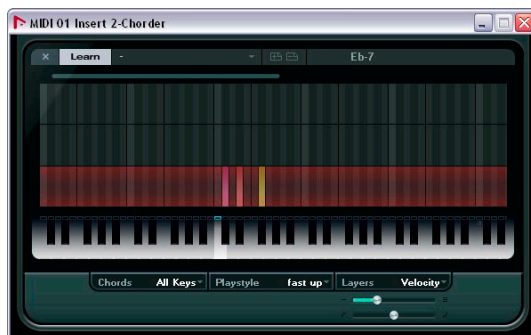 MIDI 01 Insert 2-Chorder
Learn - Eb-7
Chords All Keys Playstyle fast up Layers Velocity